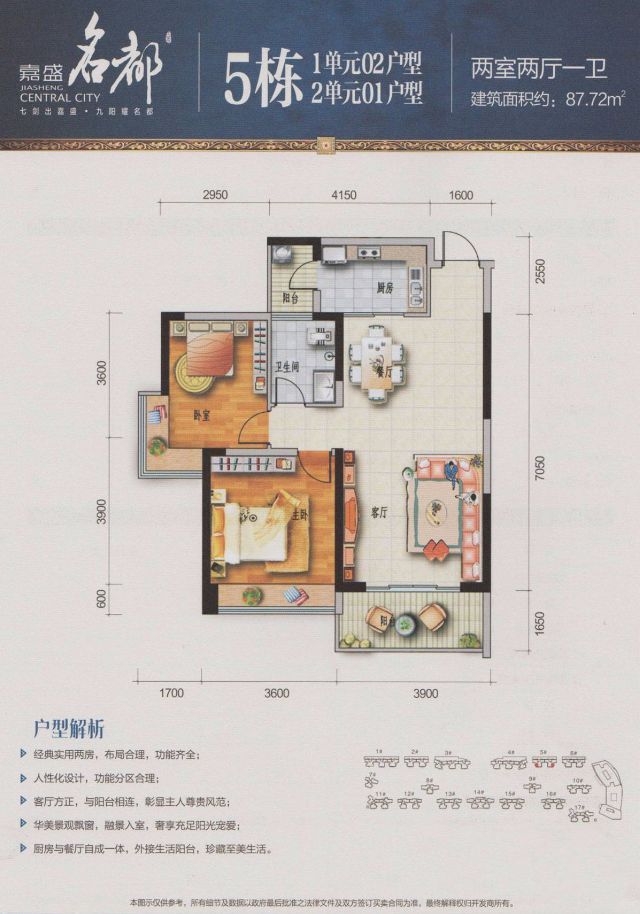 嘉盛
JIASHENG
CENTRAL CITY
名都
七剑出嘉盛·九阳耀名都
5栋
1单元02户型
2单元01户型
两室两厅一卫
建筑面积约：87.72m²
2950
4150
1600
2550
7050
1650
3600
3900
600
1700
3600
3900
阳台
厨房
卫生间
餐厅
卧室
主卧
客厅
阳台
户型解析
经典实用两房，布局合理，功能齐全；
人性化设计，功能分区合理；
客厅方正，与阳台相连，彰显主人尊贵风范；
华美景观飘窗，融景入室，奢享充足阳光宠爱；
厨房与餐厅自成一体，外接生活阳台，珍藏至美生活。
1# 2# 3# 4# 5# 6#
7# 8# 9# 10#
11# 12# 13# 14# 15# 16# 17#
本图示仅供参考，所有细节及数据以政府最后批准之法律文件及双方签订买卖合同为准，最终解释权归开发商所有。